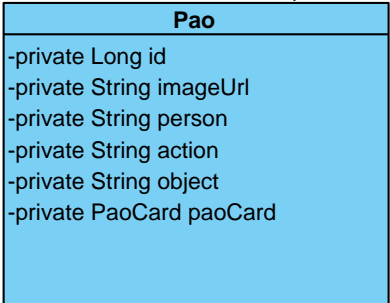 Pao
-private Long id
-private String imageUrl
-private String person
-private String action
-private String object
-private PaoCard paoCard